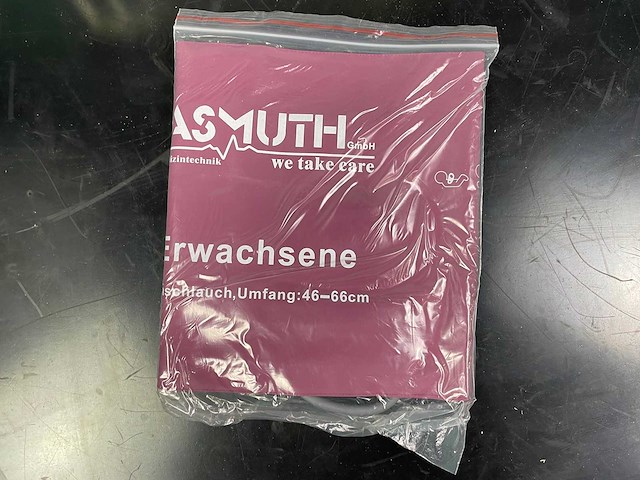 ASMUTH GmbH
izintechnik we take care
Erwachsene
schlauch,Umfang:46–66cm